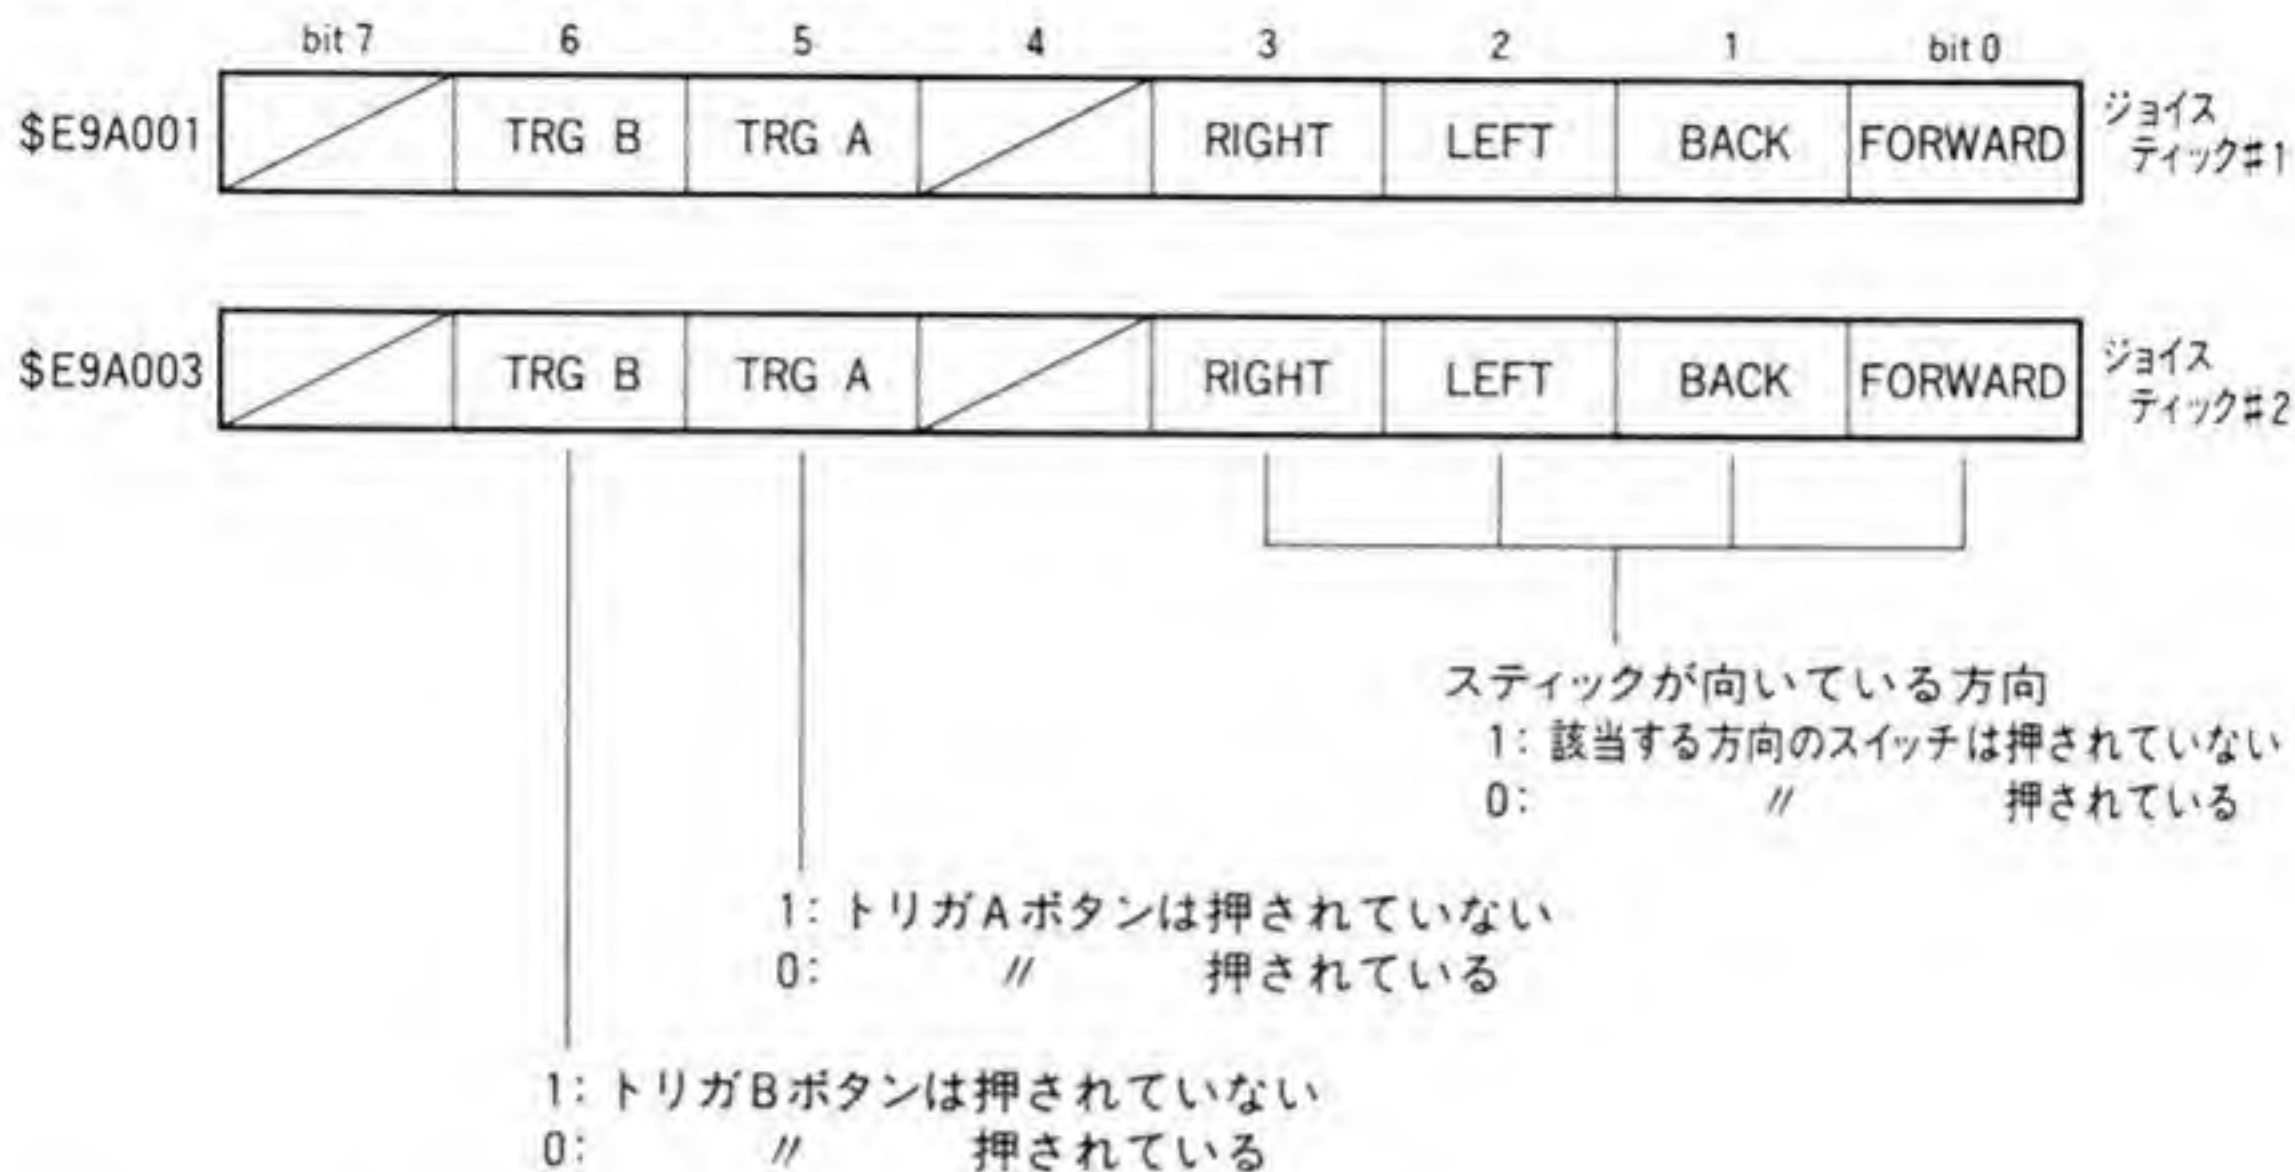 bit 7 6 5 4 3 2 1 bit 0
$E9A001 TRG B TRG A RIGHT LEFT BACK FORWARD ジョイス
ティック#1
$E9A003 TRG B TRG A RIGHT LEFT BACK FORWARD ジョイス
ティック#2
スティックが向いている方向
1: 該当する方向のスイッチは押されていない
0: 〃 押されている
1: トリガAボタンは押されていない
0: 〃 押されている
1: トリガBボタンは押されていない
0: 〃 押されている